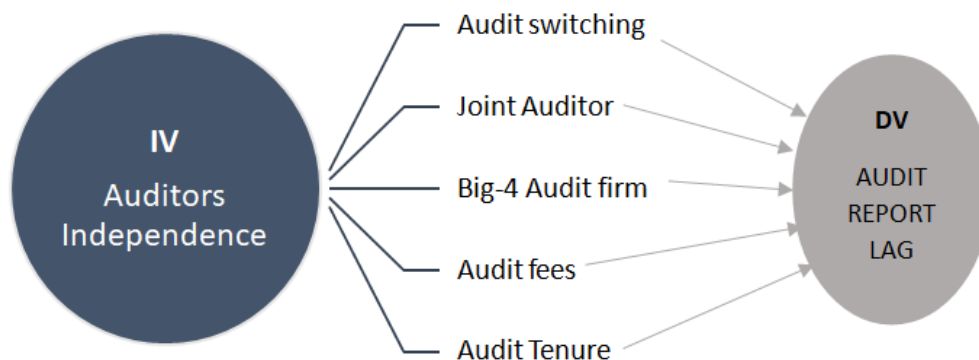 IV
Auditors
Independence
Audit switching
Joint Auditor
Big-4 Audit firm
Audit fees
Audit Tenure
DV
AUDIT
REPORT
LAG